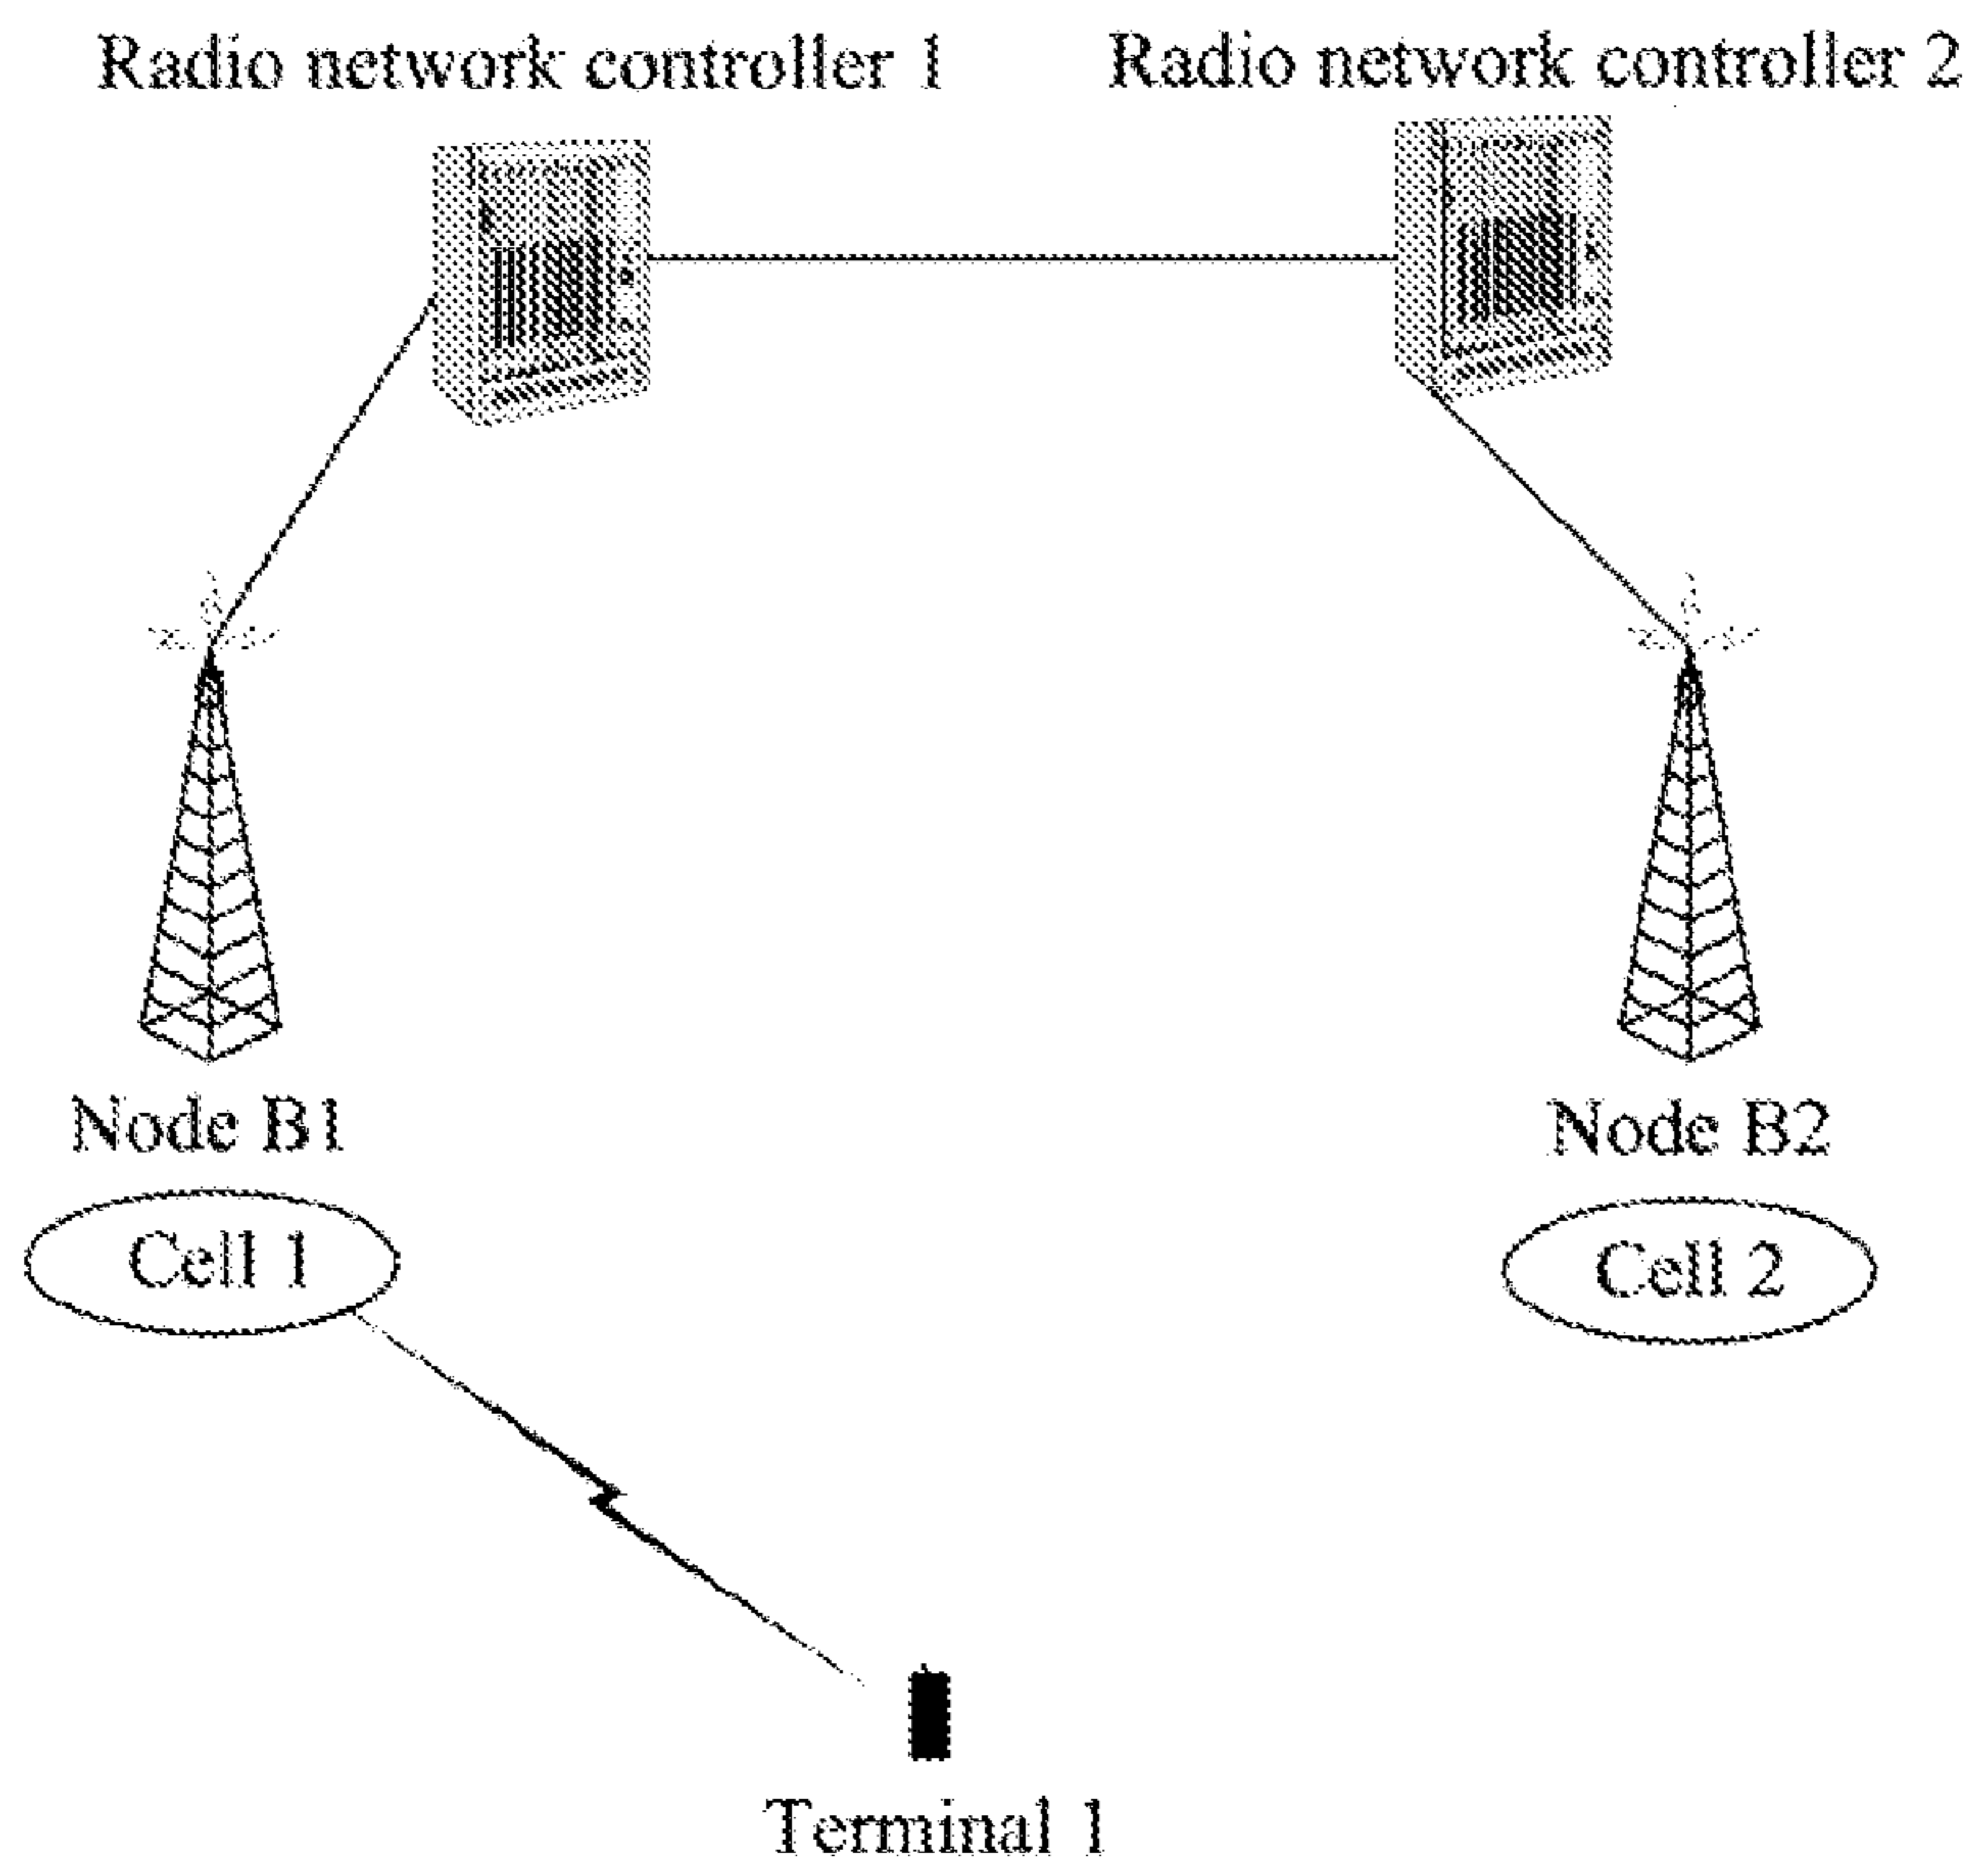 Radio network controller 1
Radio network controller 2
Node B1
Node B2
Cell 1
Cell 2
Terminal 1